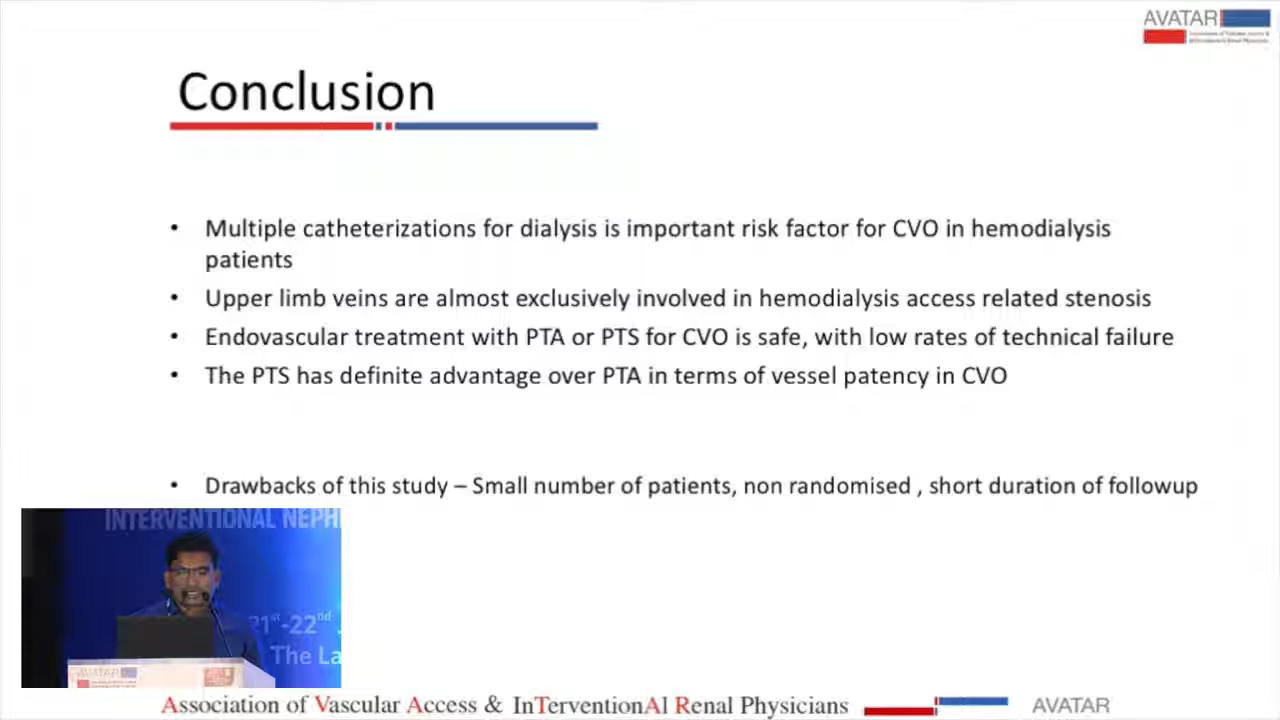 AVATAR
Conclusion
• Multiple catheterizations for dialysis is important risk factor for CVO in hemodialysis
patients
• Upper limb veins are almost exclusively involved in hemodialysis access related stenosis
• Endovascular treatment with PTA or PTS for CVO is safe, with low rates of technical failure
• The PTS has definite advantage over PTA in terms of vessel patency in CVO
• Drawbacks of this study – Small number of patients, non randomised , short duration of followup
INTERVENTIONAL NEPH
21st-22nd
The La
AVATAR
Association of Vascular Access & InTerventionAl Renal Physicians
AVATAR